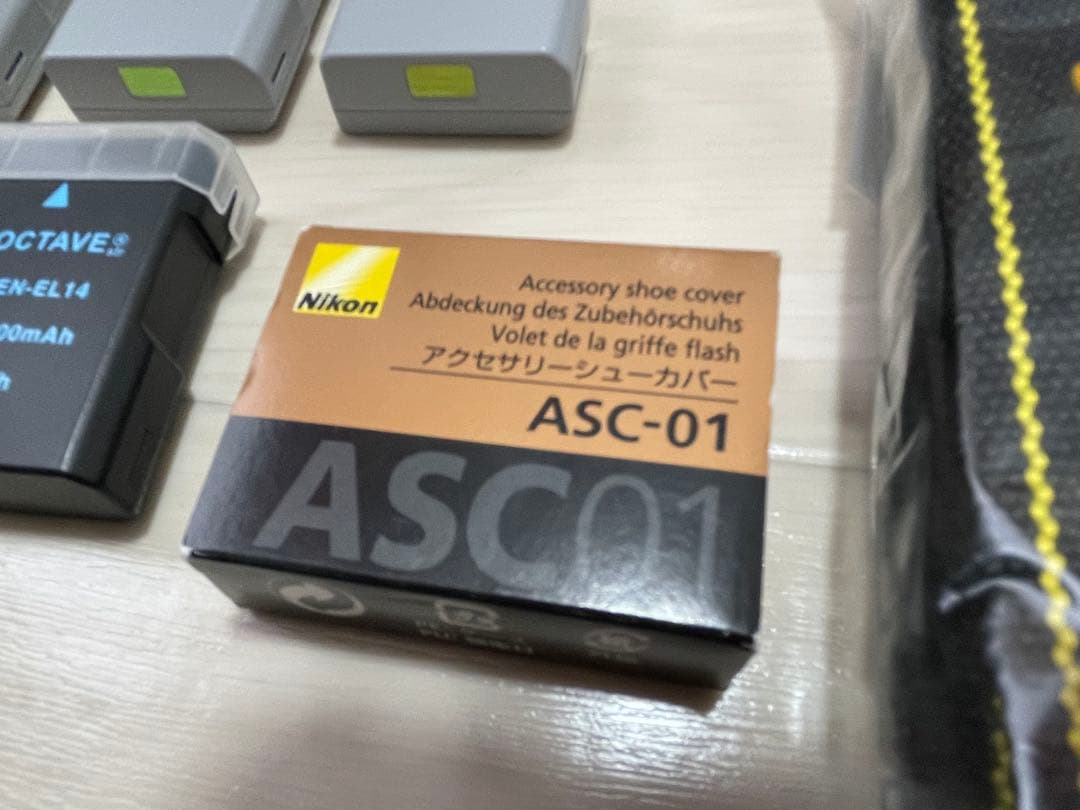 OCTAVE
EN-EL14
00mAh
h
Nikon
Accessory shoe cover
Abdeckung des Zubehörschuhs
Volet de la griffe flash
アクセサリーシューカバー
ASC-01
ASC01